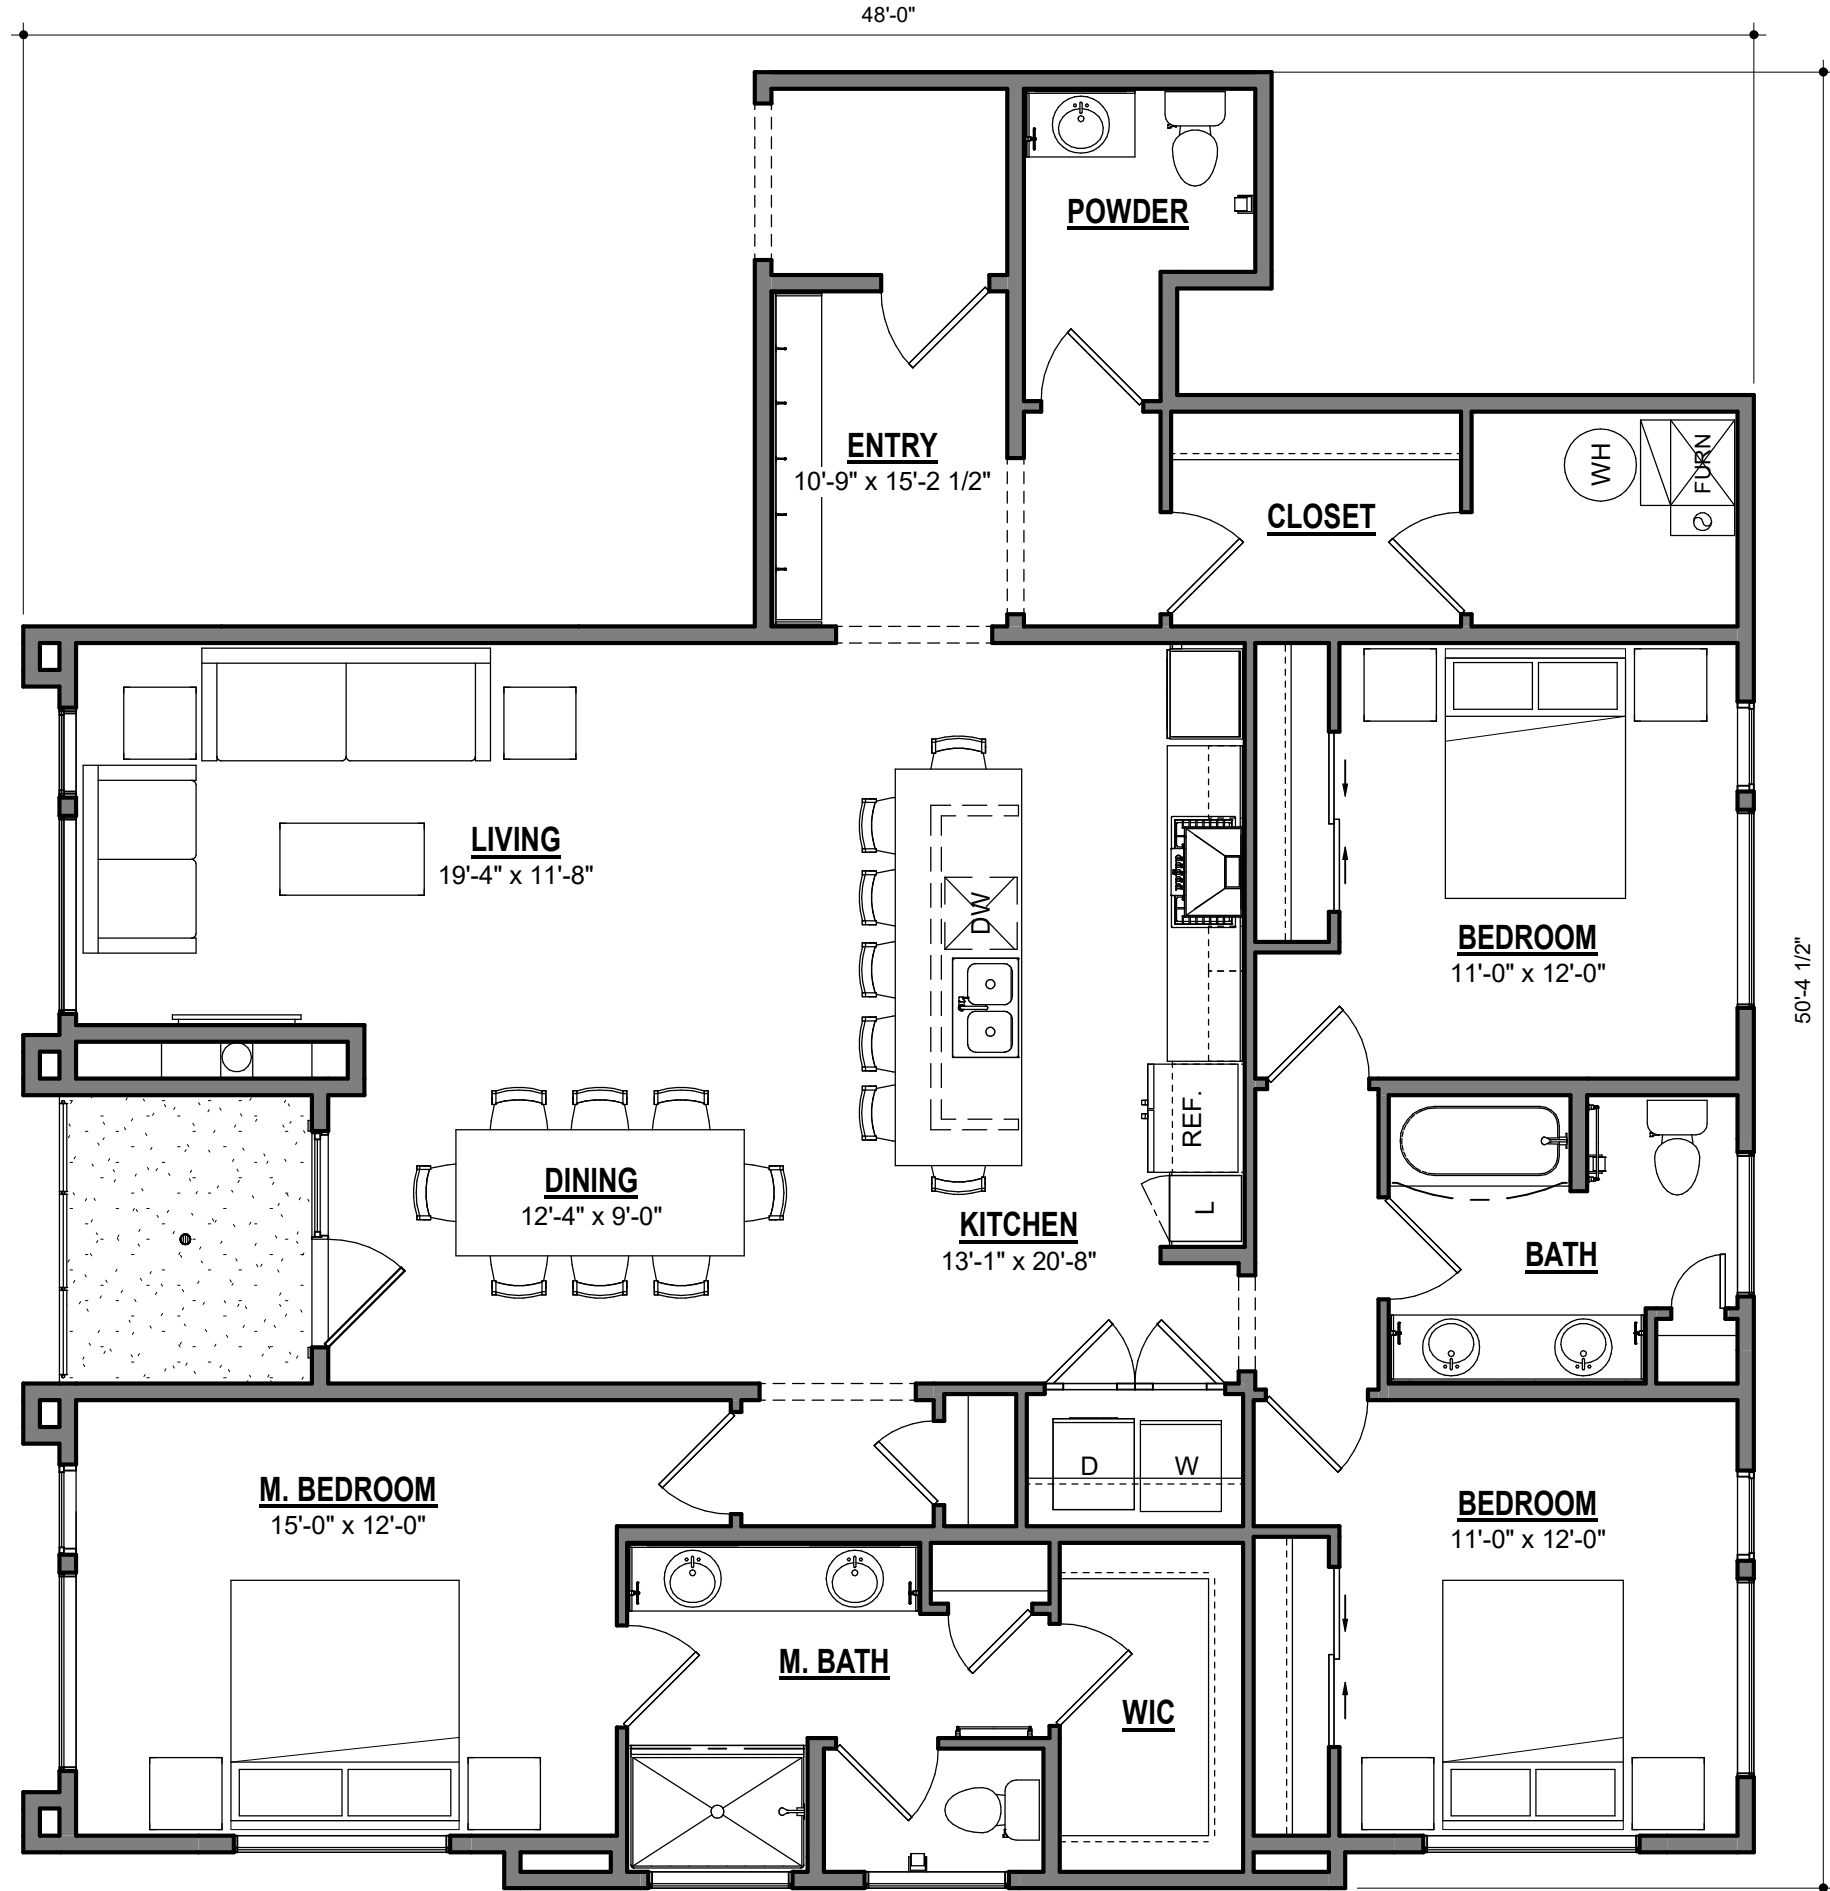 48'-0"
POWDER
ENTRY
10'-9" x 15'-2 1/2"
WH
FURN
CLOSET
LIVING
19'-4" x 11'-8"
DW
BEDROOM
11'-0" x 12'-0"
50'-4 1/2"
REF.
DINING
12'-4" x 9'-0"
L
KITCHEN
13'-1" x 20'-8"
BATH
D
W
M. BEDROOM
15'-0" x 12'-0"
BEDROOM
11'-0" x 12'-0"
M. BATH
WIC